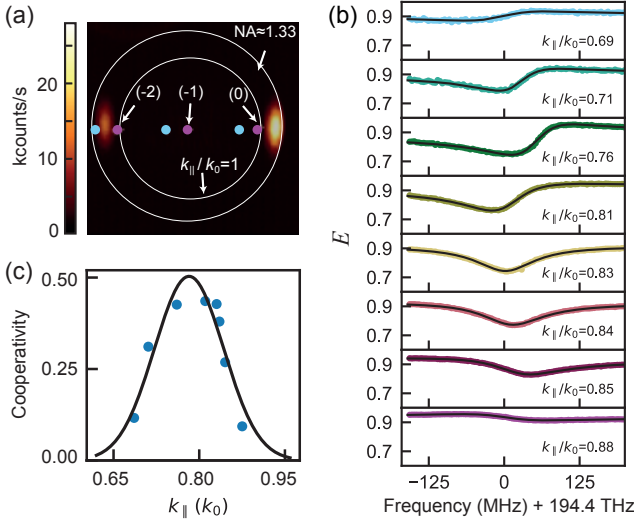 (a)
kcounts/s
20
10
0
NA≈1.33
(-2)
(-1)
(0)
k∥/k0=1
(b)
E
0.9
0.7
k∥/k0=0.69
0.9
0.7
k∥/k0=0.71
0.9
0.7
k∥/k0=0.76
0.9
0.7
k∥/k0=0.81
0.9
0.7
k∥/k0=0.83
0.9
0.7
k∥/k0=0.84
0.9
0.7
k∥/k0=0.85
0.9
0.7
k∥/k0=0.88
-125 0 125
Frequency (MHz) + 194.4 THz
(c)
Cooperativity
0.50
0.25
0.00
0.65 0.80 0.95
k∥ (k0)